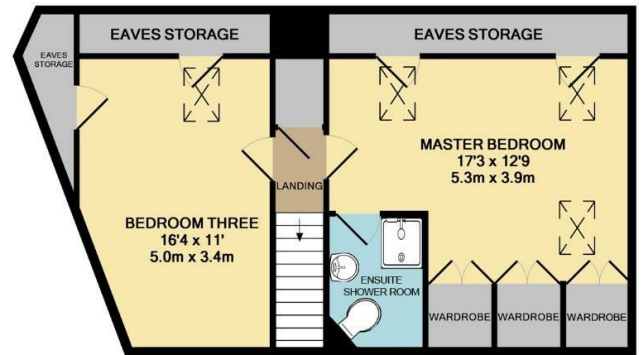 EAVES STORAGE
EAVES STORAGE
EAVES
STORAGE
MASTER BEDROOM
17'3 x 12'9
5.3m x 3.9m
LANDING
BEDROOM THREE
16'4 x 11'
5.0m x 3.4m
ENSUITE
SHOWER ROOM
WARDROBE
WARDROBE
WARDROBE